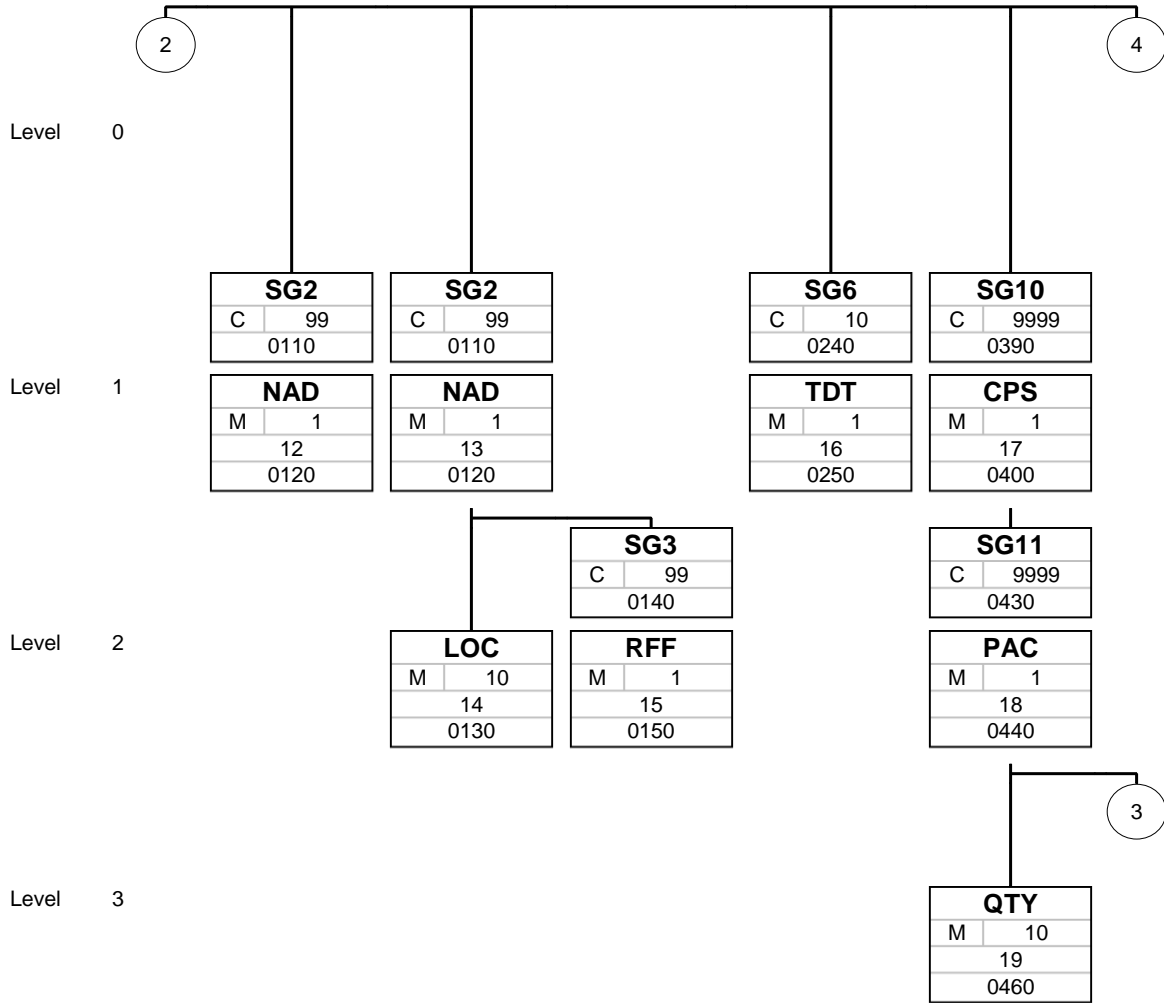 2
4
Level 0
SG2
C 99
0110
SG2
C 99
0110
SG6
C 10
0240
SG10
C 9999
0390
Level 1
NAD
M 1
12
0120
NAD
M 1
13
0120
TDT
M 1
16
0250
CPS
M 1
17
0400
SG3
C 99
0140
SG11
C 9999
0430
Level 2
LOC
M 10
14
0130
RFF
M 1
15
0150
PAC
M 1
18
0440
3
Level 3
QTY
M 10
19
0460